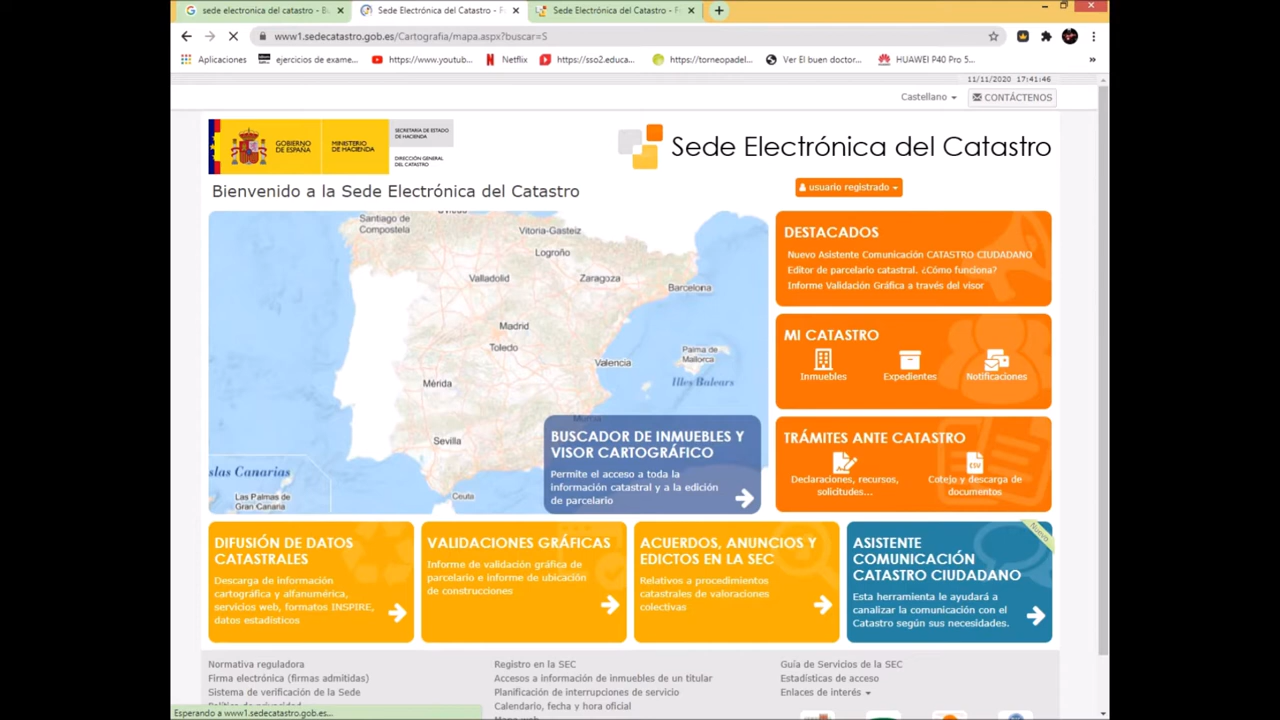 sede electronica del catastro - B
Sede Electrónica del Catastro - F
Sede Electrónica del Catastro - F
www1.sedecatastro.gob.es/Cartografia/mapa.aspx?buscar=S
Aplicaciones
ejercicios de exame...
https://www.youtub...
Netflix
https://sso2.educa...
https://torneopadel...
Ver El buen doctor...
HUAWEI P40 Pro 5...
»
11/11/2020 17:41:46
Castellano
CONTÁCTENOS
GOBIERNO DE ESPAÑA
MINISTERIO DE HACIENDA
SECRETARÍA DE ESTADO DE HACIENDA
DIRECCIÓN GENERAL DEL CATASTRO
Sede Electrónica del Catastro
Bienvenido a la Sede Electrónica del Catastro
usuario registrado
Santiago de Compostela
Vitoria-Gasteiz
Logroño
Valladolid
Zaragoza
Barcelona
Madrid
Toledo
Valencia
Palma de Mallorca
Illes Balears
Mérida
Sevilla
Ceuta
slas Canarias
Las Palmas de Gran Canaria
BUSCADOR DE INMUEBLES Y
VISOR CARTOGRÁFICO
Permite el acceso a toda la
información catastral y a la edición
de parcelario
DESTACADOS
Nuevo Asistente Comunicación CATASTRO CIUDADANO
Editor de parcelario catastral. ¿Cómo funciona?
Informe Validación Gráfica a través del visor
MI CATASTRO
Inmuebles
Expedientes
Notificaciones
TRÁMITES ANTE CATASTRO
CSV
Declaraciones, recursos,
solicitudes...
Cotejo y descarga de
documentos
DIFUSIÓN DE DATOS
CATASTRALES
Descarga de información
cartográfica y alfanumérica,
servicios web, formatos INSPIRE,
datos estadísticos
VALIDACIONES GRÁFICAS
Informe de validación gráfica de
parcelario e informe de ubicación
de construcciones
ACUERDOS, ANUNCIOS Y
EDICTOS EN LA SEC
Relativos a procedimientos
catastrales de valoraciones
colectivas
Nuevo
ASISTENTE
COMUNICACIÓN
CATASTRO CIUDADANO
Esta herramienta le ayudará a
canalizar la comunicación con el
Catastro según sus necesidades.
Normativa reguladora
Firma electrónica (firmas admitidas)
Sistema de verificación de la Sede
Registro en la SEC
Accesos a información de inmuebles de un titular
Planificación de interrupciones de servicio
Calendario, fecha y hora oficial
Guía de Servicios de la SEC
Estadísticas de acceso
Enlaces de interés
Esperando a www1.sedecatastro.gob.es...